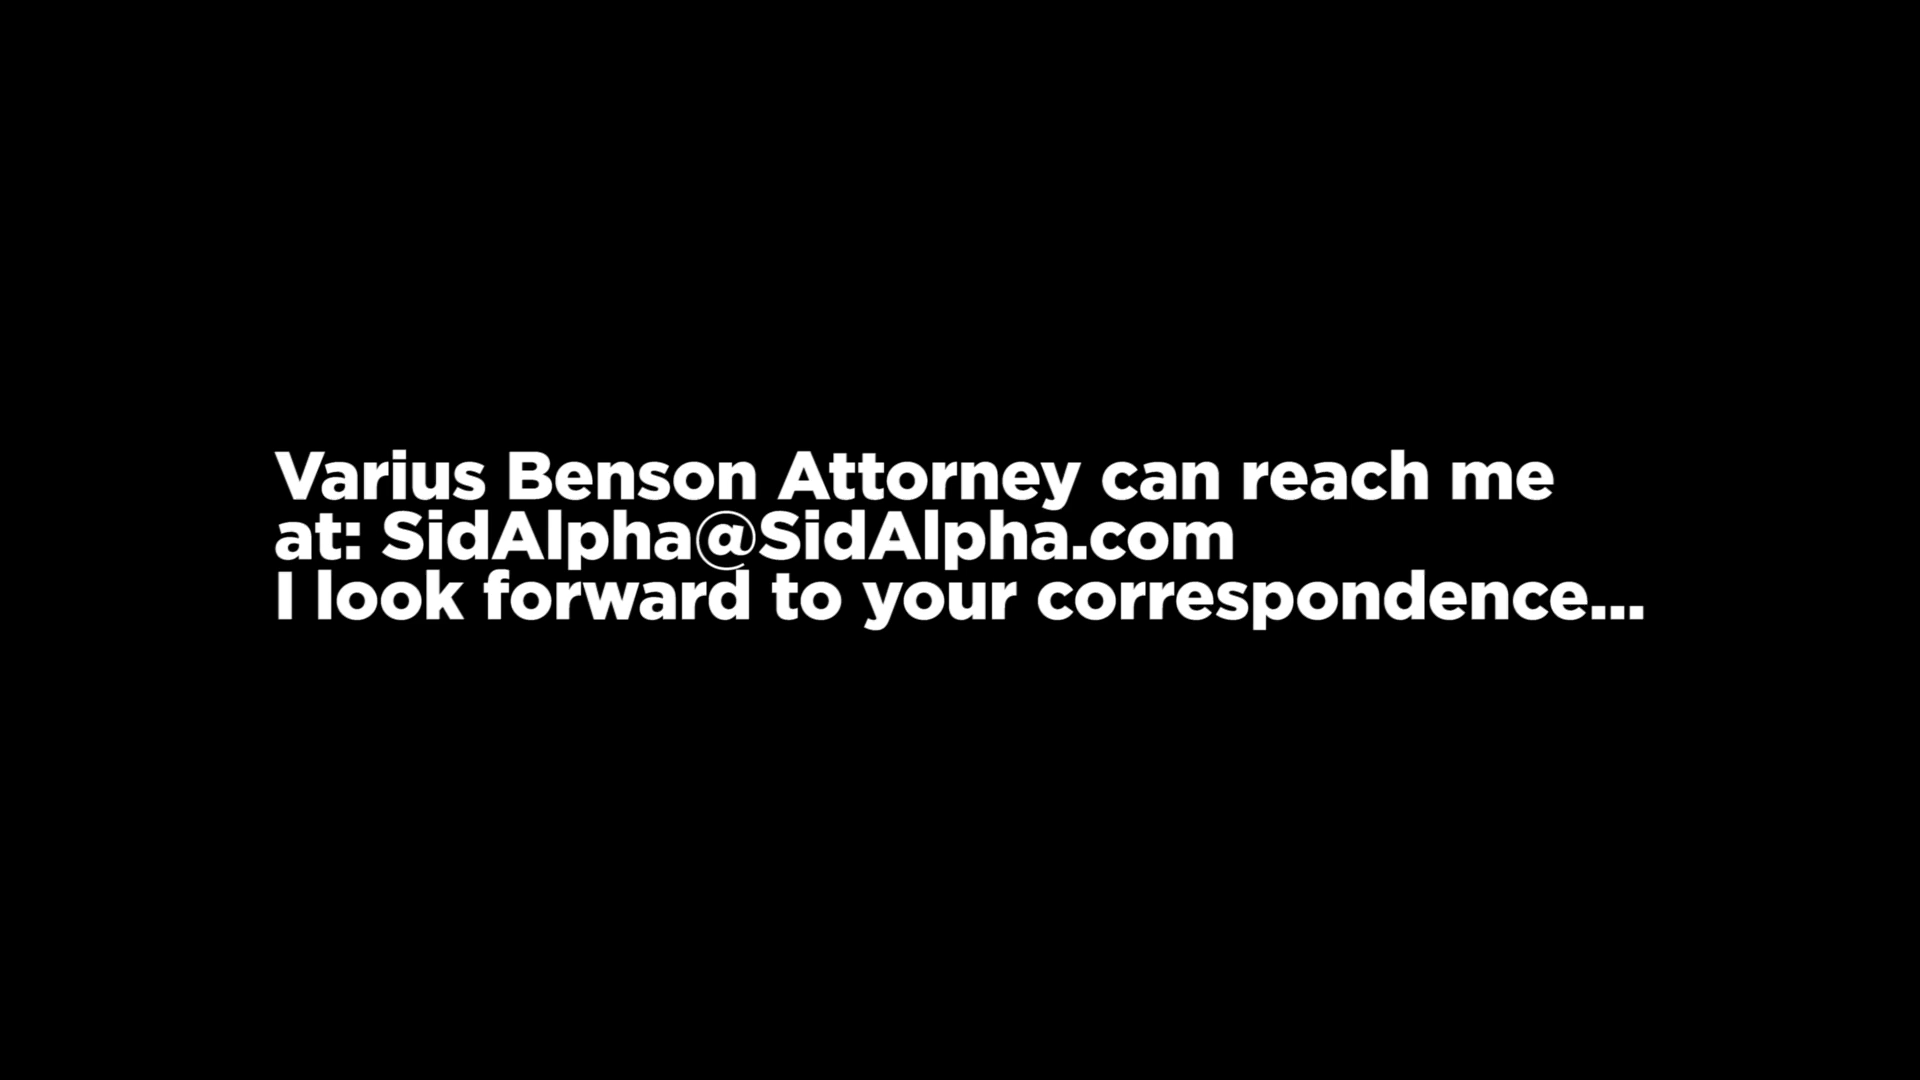 Varius Benson Attorney can reach me
at: SidAlpha@SidAlpha.com
I look forward to your correspondence...